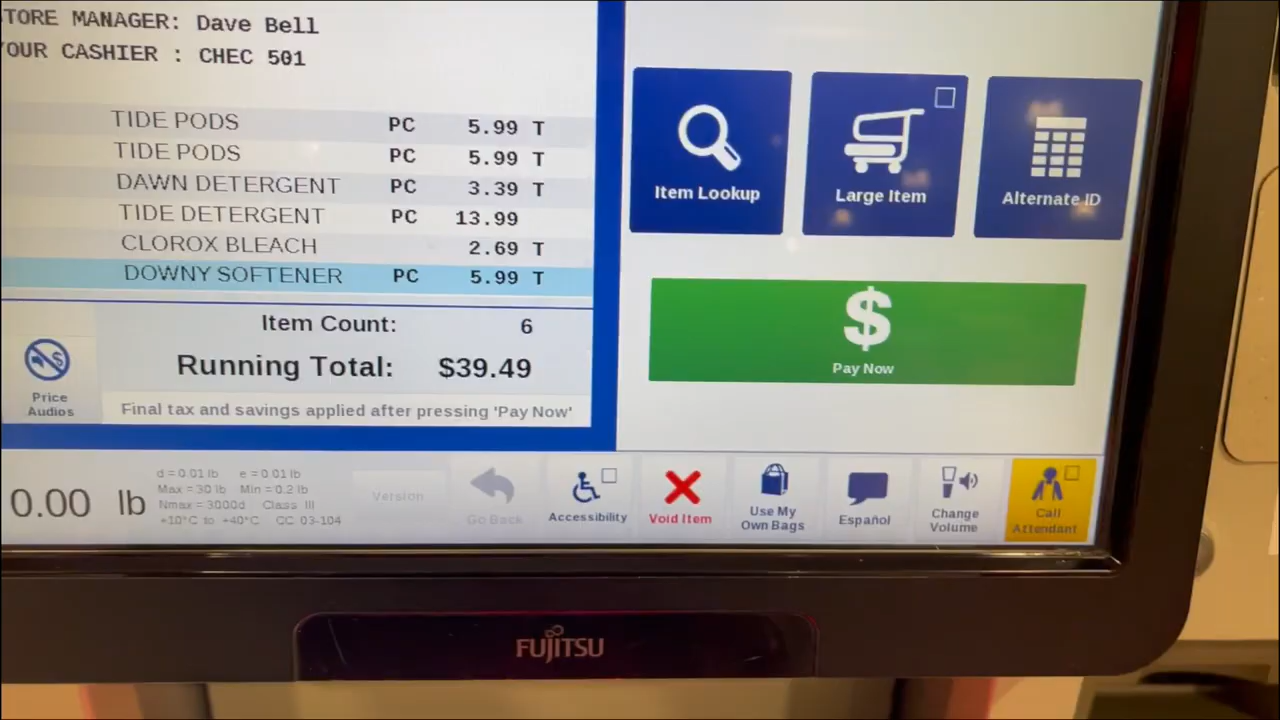 TORE MANAGER: Dave Bell
YOUR CASHIER : CHEC 501
TIDE PODS PC 5.99 T
TIDE PODS PC 5.99 T
DAWN DETERGENT PC 3.39 T
TIDE DETERGENT PC 13.99
CLOROX BLEACH 2.69 T
DOWNY SOFTENER PC 5.99 T
Item Count: 6
Running Total: $39.49
Price
Audios
Final tax and savings applied after pressing 'Pay Now'
Item Lookup
Large Item
Alternate ID
$
Pay Now
0.00 lb
d = 0.01 lb e = 0.01 lb
Max = 30 lb Min = 0.2 lb
Nmax = 3000d Class III
+10°C to +40°C CC 03-104
Version
Go Back
Accessibility
Void Item
Use My
Own Bags
Español
Change
Volume
Call
Attendant
FUJITSU